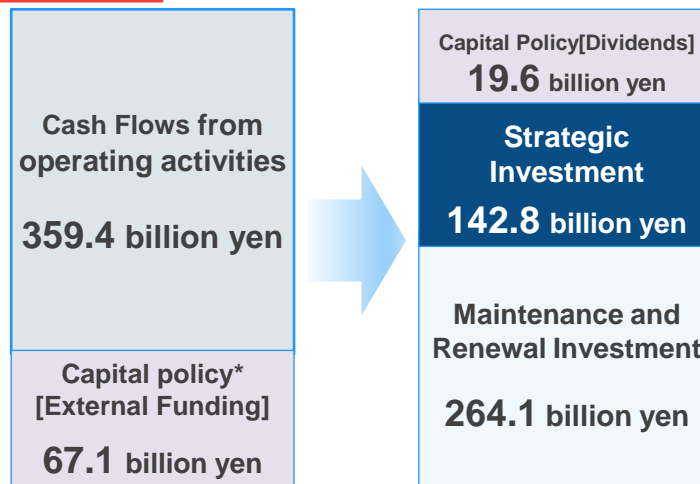 Cash Flows from
operating activities
359.4 billion yen
Capital policy*
[External Funding]
67.1 billion yen
Capital Policy[Dividends]
19.6 billion yen
Strategic
Investment
142.8 billion yen
Maintenance and
Renewal Investment
264.1 billion yen